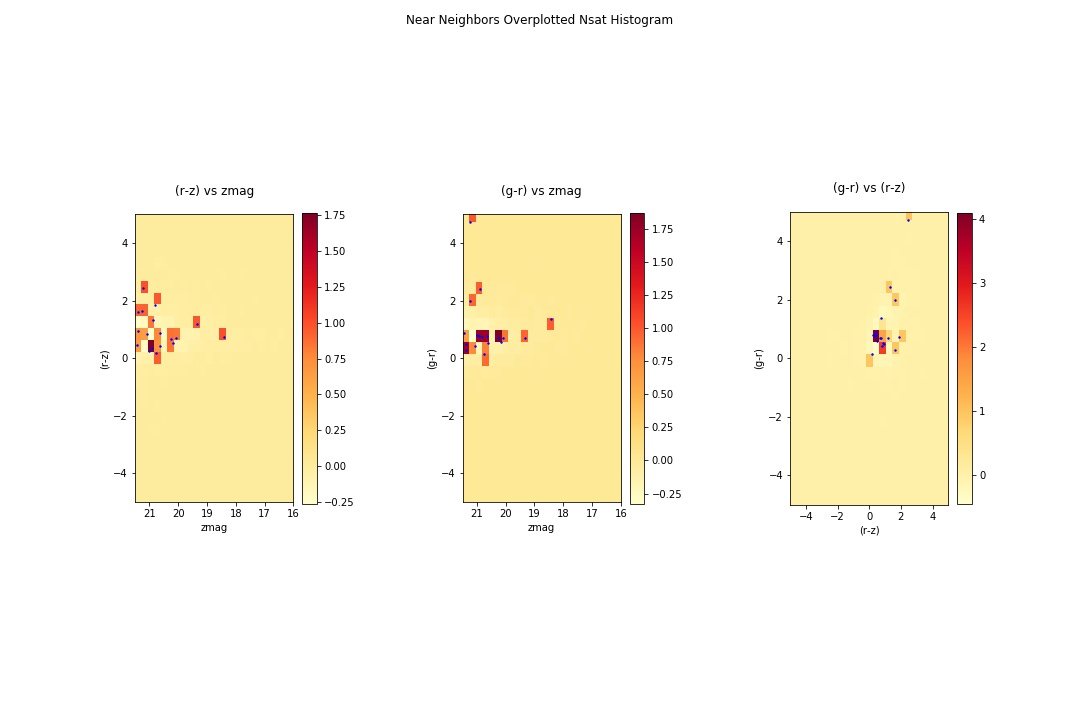 Near Neighbors Overplotted Nsat Histogram
(r-z) vs zmag
(g-r) vs zmag
(g-r) vs (r-z)
4
2
0
−2
−4
(r-z)
21 20 19 18 17 16
zmag
1.75
1.50
1.25
1.00
0.75
0.50
0.25
0.00
−0.25
4
2
0
−2
−4
(g-r)
21 20 19 18 17 16
zmag
1.75
1.50
1.25
1.00
0.75
0.50
0.25
0.00
−0.25
4
2
0
−2
−4
(g-r)
−4 −2 0 2 4
(r-z)
4
3
2
1
0